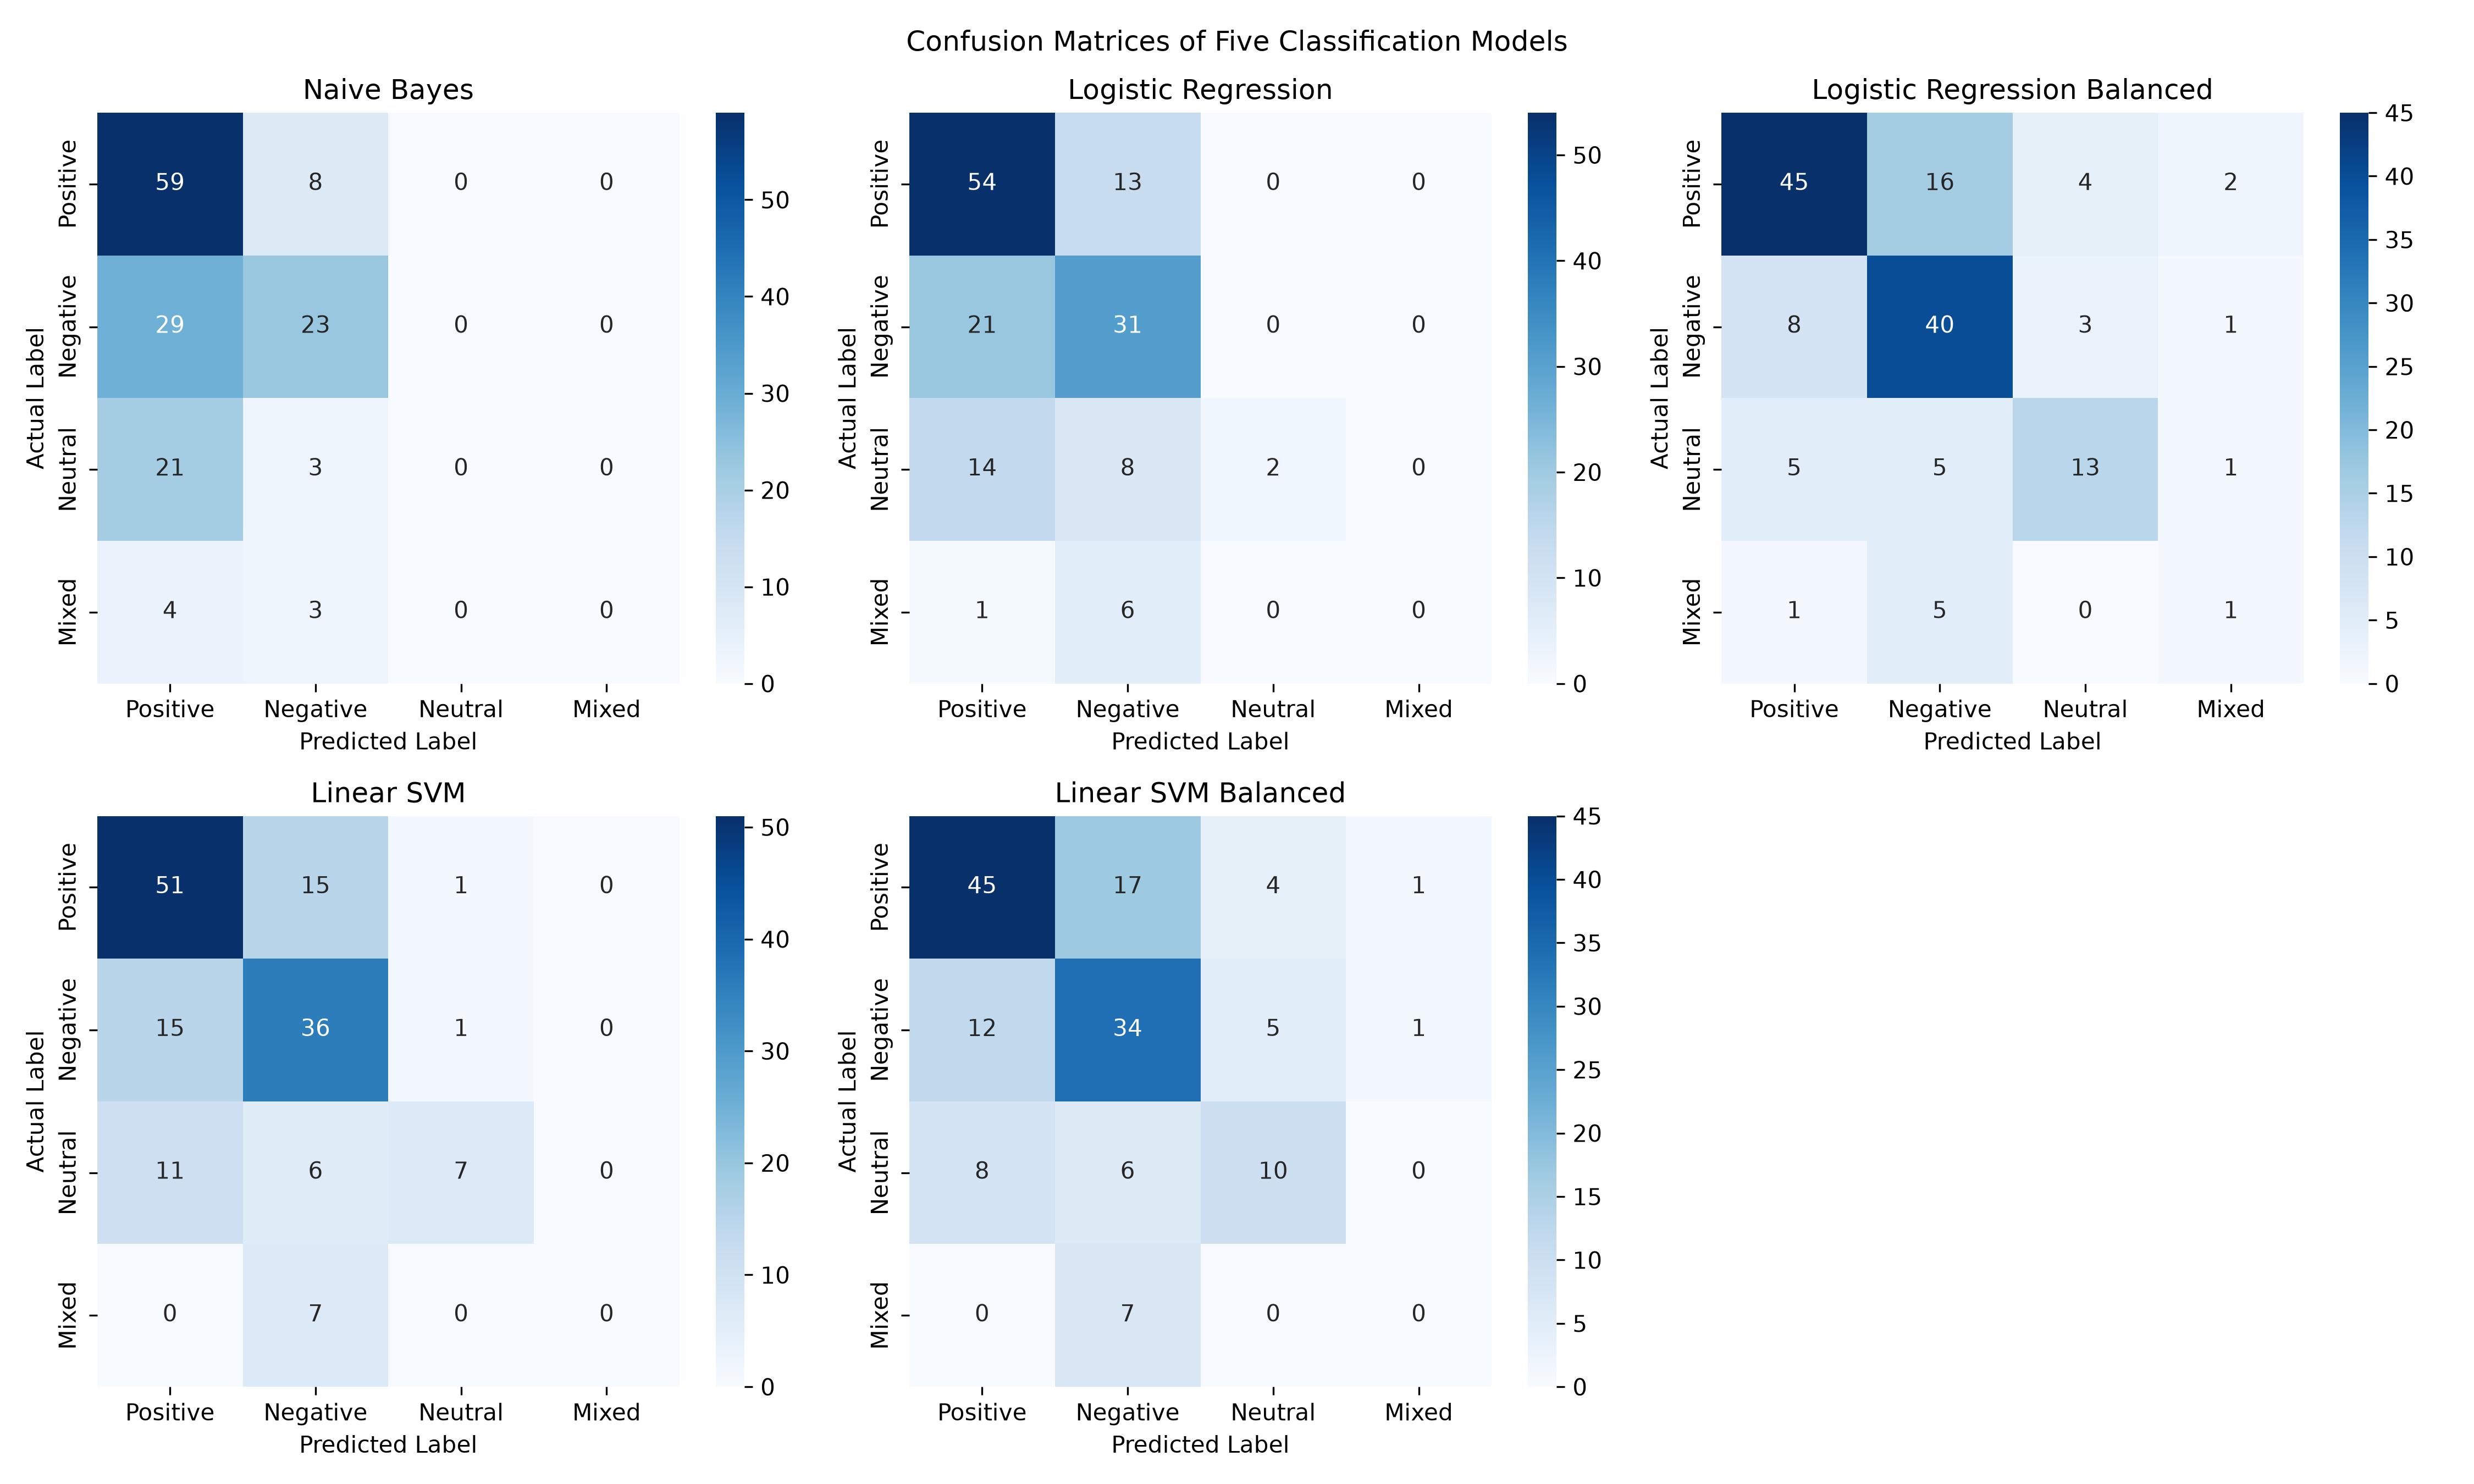 Confusion Matrices of Five Classification Models
Naive Bayes
Actual Label
Positive 59 8 0 0
Negative 29 23 0 0
Neutral 21 3 0 0
Mixed 4 3 0 0
Positive Negative Neutral Mixed
Predicted Label
50
40
30
20
10
0
Logistic Regression
Actual Label
Positive 54 13 0 0
Negative 21 31 0 0
Neutral 14 8 2 0
Mixed 1 6 0 0
Positive Negative Neutral Mixed
Predicted Label
50
40
30
20
10
0
Logistic Regression Balanced
Actual Label
Positive 45 16 4 2
Negative 8 40 3 1
Neutral 5 5 13 1
Mixed 1 5 0 1
Positive Negative Neutral Mixed
Predicted Label
45
40
35
30
25
20
15
10
5
0
Linear SVM
Actual Label
Positive 51 15 1 0
Negative 15 36 1 0
Neutral 11 6 7 0
Mixed 0 7 0 0
Positive Negative Neutral Mixed
Predicted Label
50
40
30
20
10
0
Linear SVM Balanced
Actual Label
Positive 45 17 4 1
Negative 12 34 5 1
Neutral 8 6 10 0
Mixed 0 7 0 0
Positive Negative Neutral Mixed
Predicted Label
45
40
35
30
25
20
15
10
5
0